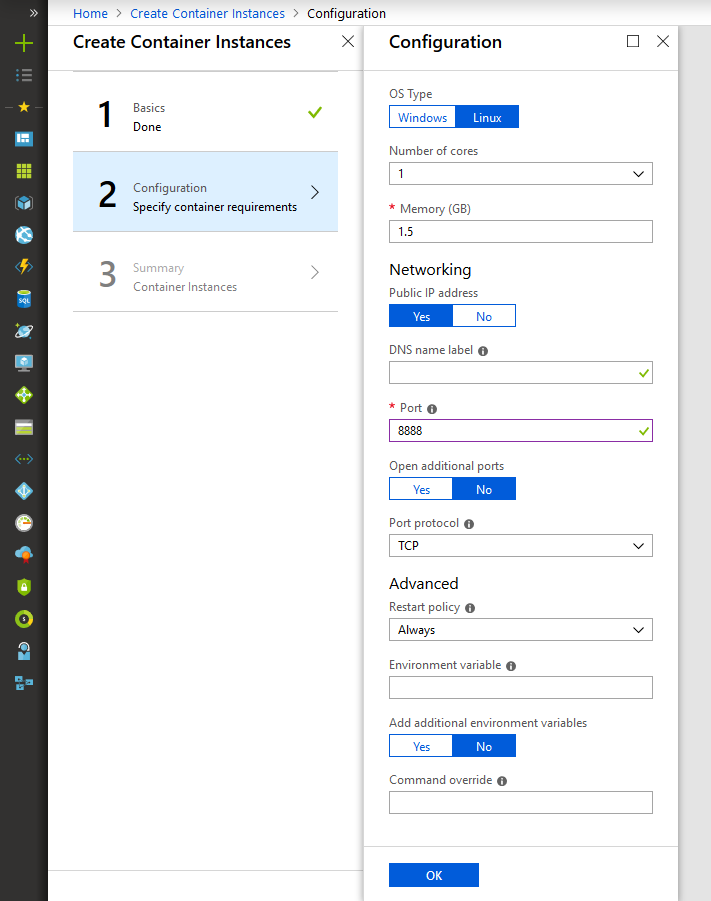 Home > Create Container Instances > Configuration
Create Container Instances
1
Basics
Done
2
Configuration
Specify container requirements
3
Summary
Container Instances
Configuration
OS Type
Windows Linux
Number of cores
1
* Memory (GB)
1.5
Networking
Public IP address
Yes No
DNS name label
* Port
8888
Open additional ports
Yes No
Port protocol
TCP
Advanced
Restart policy
Always
Environment variable
Add additional environment variables
Yes No
Command override
OK
SQL